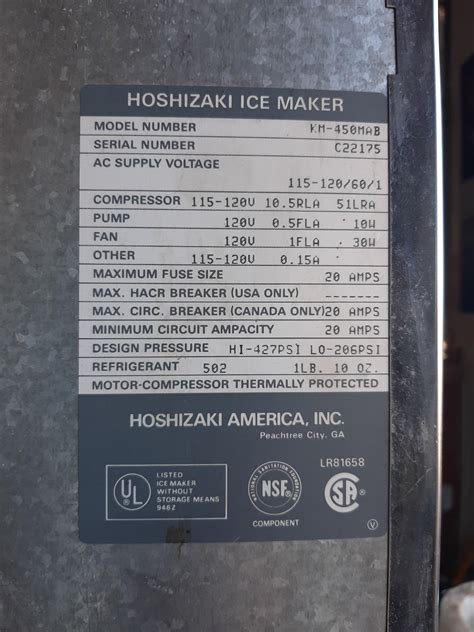 HOSHIZAKI ICE MAKER
MODEL NUMBER KM-450MAB
SERIAL NUMBER C22175
AC SUPPLY VOLTAGE
115-120/60/1
COMPRESSOR 115-120V 10.5RLA 51LRA
PUMP 120V 0.5FLA 10W
FAN 120V 1FLA 30W
OTHER 115-120V 0.15A
MAXIMUM FUSE SIZE 20 AMPS
MAX. HACR BREAKER (USA ONLY) -------
MAX. CIRC. BREAKER (CANADA ONLY) 20 AMPS
MINIMUM CIRCUIT AMPACITY 20 AMPS
DESIGN PRESSURE HI-427PSI LO-206PSI
REFRIGERANT 502 1LB. 10 OZ.
MOTOR-COMPRESSOR THERMALLY PROTECTED
HOSHIZAKI AMERICA, INC.
Peachtree City, GA
UL
LISTED
ICE MAKER
WITHOUT
STORAGE MEANS
946Z
NATIONAL SANITATION FOUNDATION
NSF
COMPONENT
LR81658
SA
V